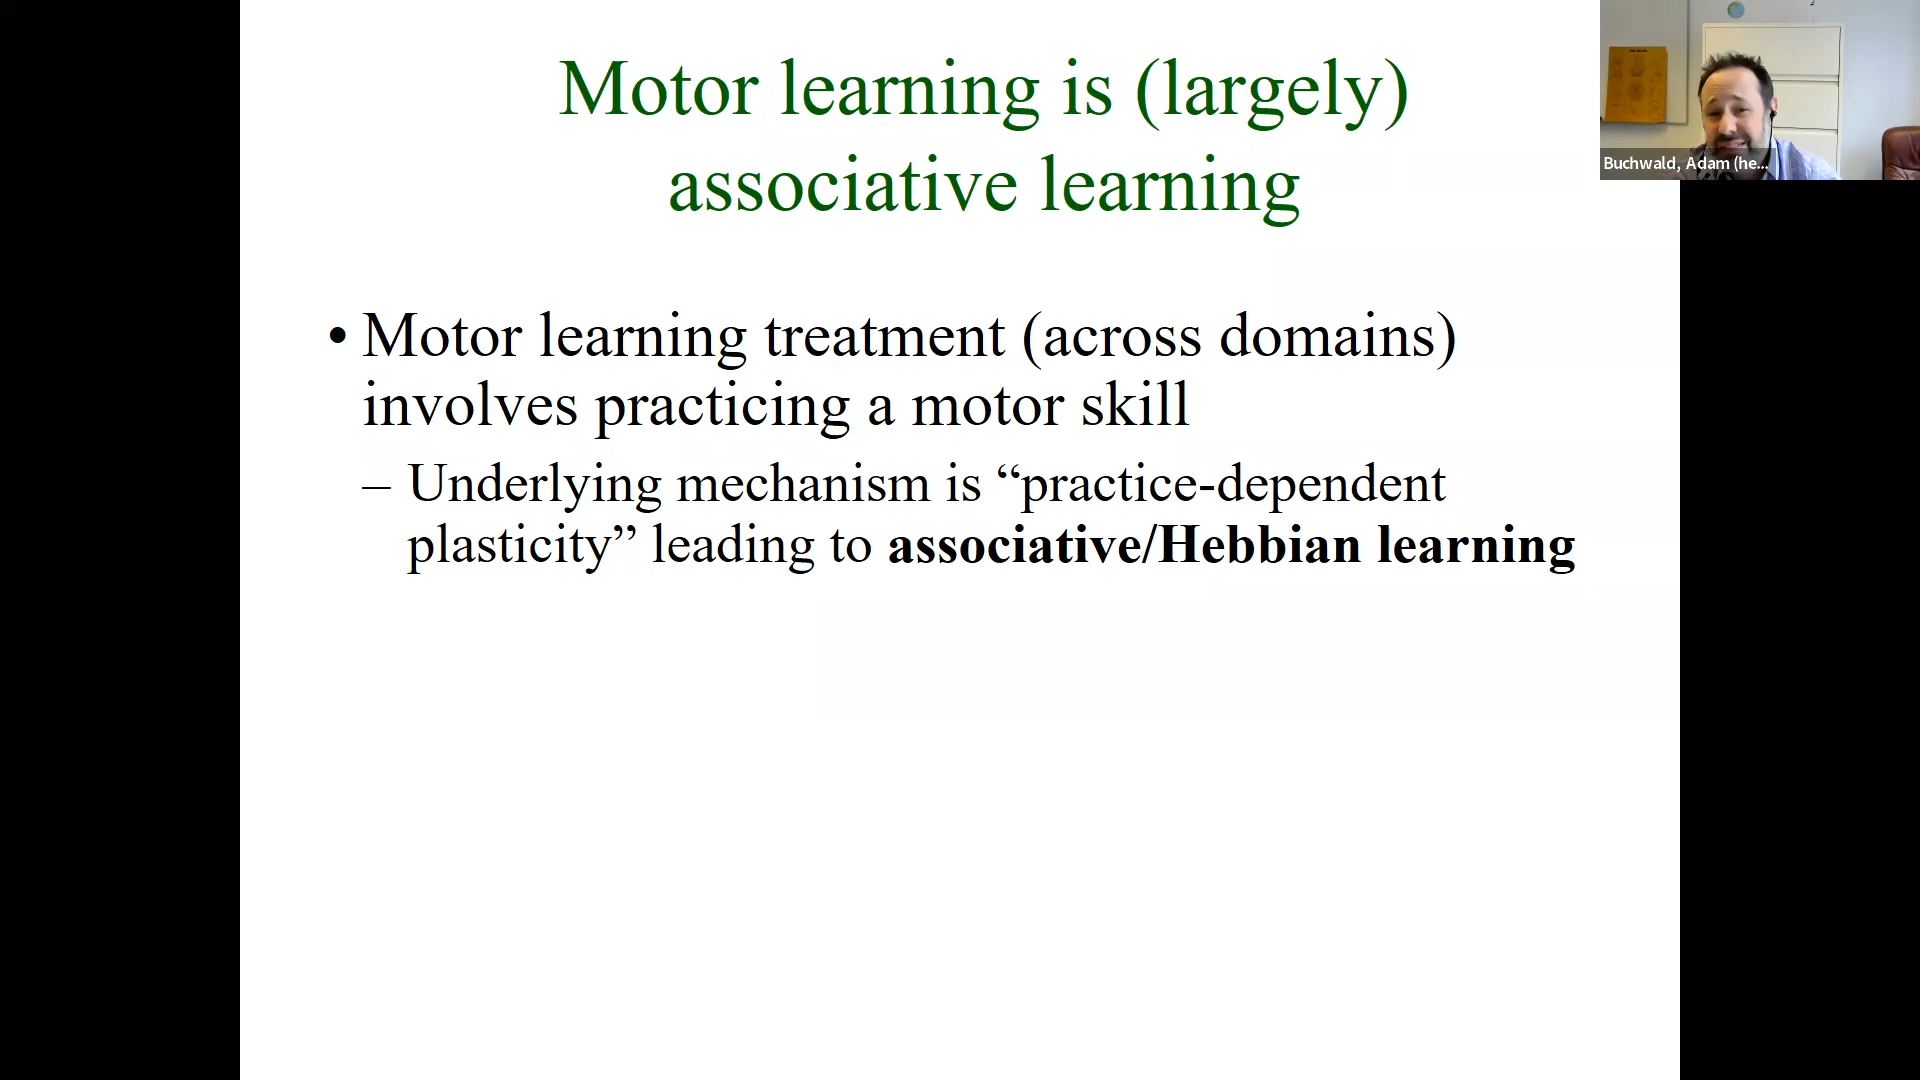 Motor learning is (largely)
associative learning
• Motor learning treatment (across domains)
involves practicing a motor skill
– Underlying mechanism is “practice-dependent
plasticity” leading to associative/Hebbian learning
Buchwald, Adam (he...